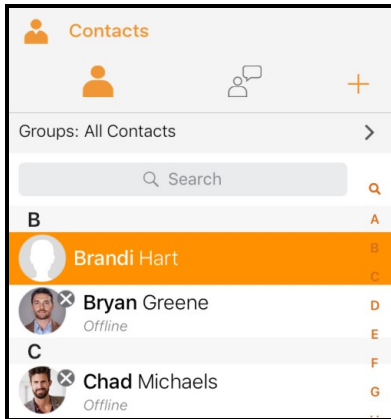 Contacts
Groups: All Contacts
Search
B
A
B
Brandi Hart
C
Bryan Greene
D
Offline
E
C
F
Chad Michaels
G
Offline